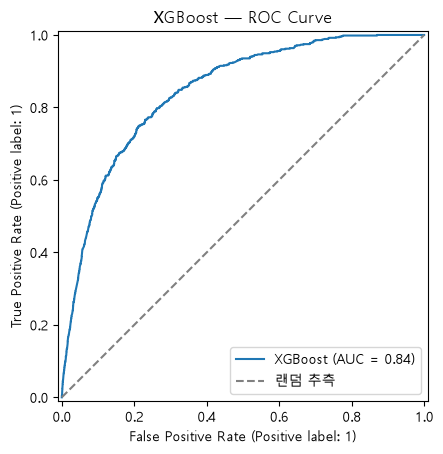 XGBoost — ROC Curve
True Positive Rate (Positive label: 1)
1.0
0.8
0.6
0.4
0.2
0.0
XGBoost (AUC = 0.84)
랜덤 추측
0.0 0.2 0.4 0.6 0.8 1.0
False Positive Rate (Positive label: 1)